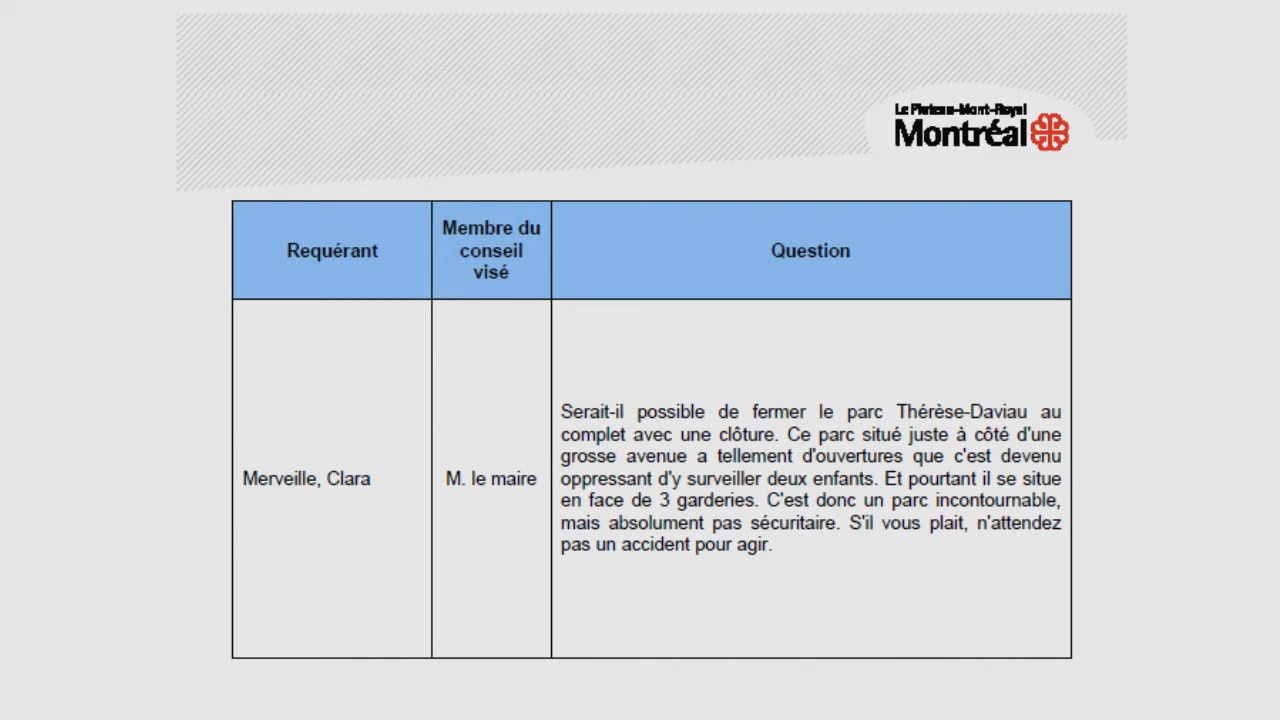 Le Plateau-Mont-Royal
Montréal
Requérant
Membre du
conseil
visé
Question
Merveille, Clara
M. le maire
Serait-il possible de fermer le parc Thérèse-Daviau au
complet avec une clôture. Ce parc situé juste à côté d'une
grosse avenue a tellement d'ouvertures que c'est devenu
oppressant d'y surveiller deux enfants. Et pourtant il se situe
en face de 3 garderies. C'est donc un parc incontournable,
mais absolument pas sécuritaire. S'il vous plait, n'attendez
pas un accident pour agir.